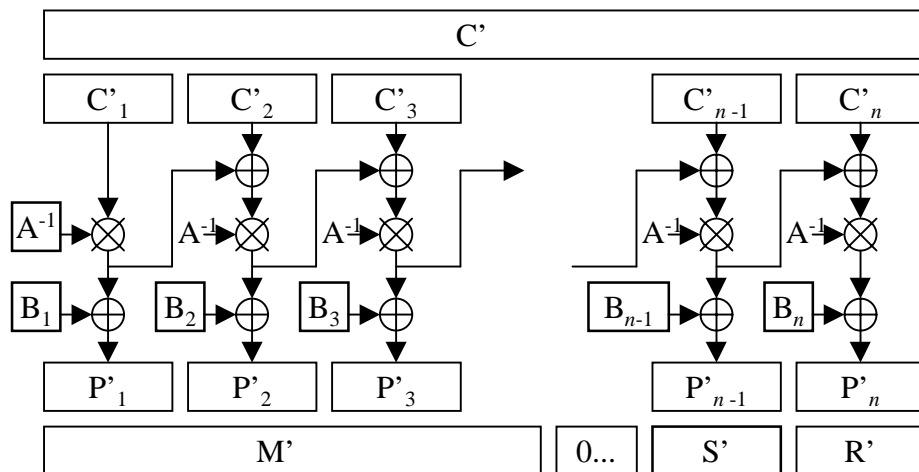 C'
C'1 C'2 C'3 C'n-1 C'n
A-1 A-1 A-1 A-1 A-1
B1 B2 B3 Bn-1 Bn
P'1 P'2 P'3 P'n-1 P'n
M' 0... S' R'